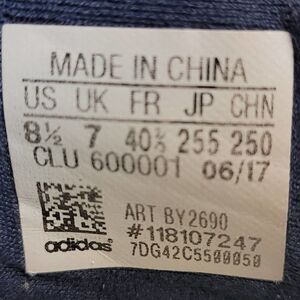 MADE IN CHINA
US UK FR JP CHN
8½ 7 40⅔ 255 250
CLU 600001 06/17
ART BY2690
#118107247
adidas 7DG42C5500050